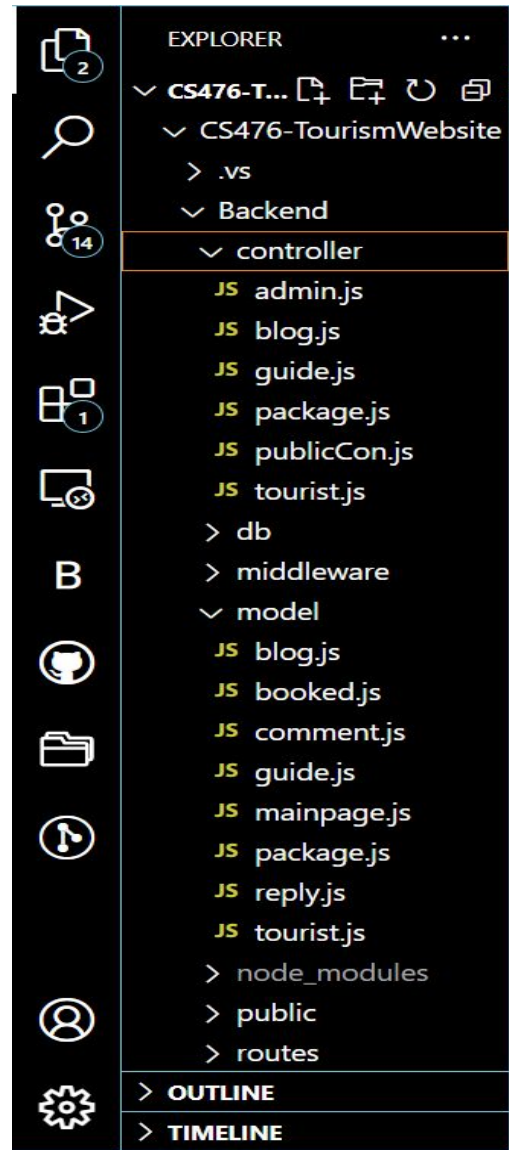 EXPLORER ...
CS476-T...
CS476-TourismWebsite
.vs
Backend
controller
JS admin.js
JS blog.js
JS guide.js
JS package.js
JS publicCon.js
JS tourist.js
db
middleware
model
JS blog.js
JS booked.js
JS comment.js
JS guide.js
JS mainpage.js
JS package.js
JS reply.js
JS tourist.js
node_modules
public
routes
OUTLINE
TIMELINE
2
14
1
B